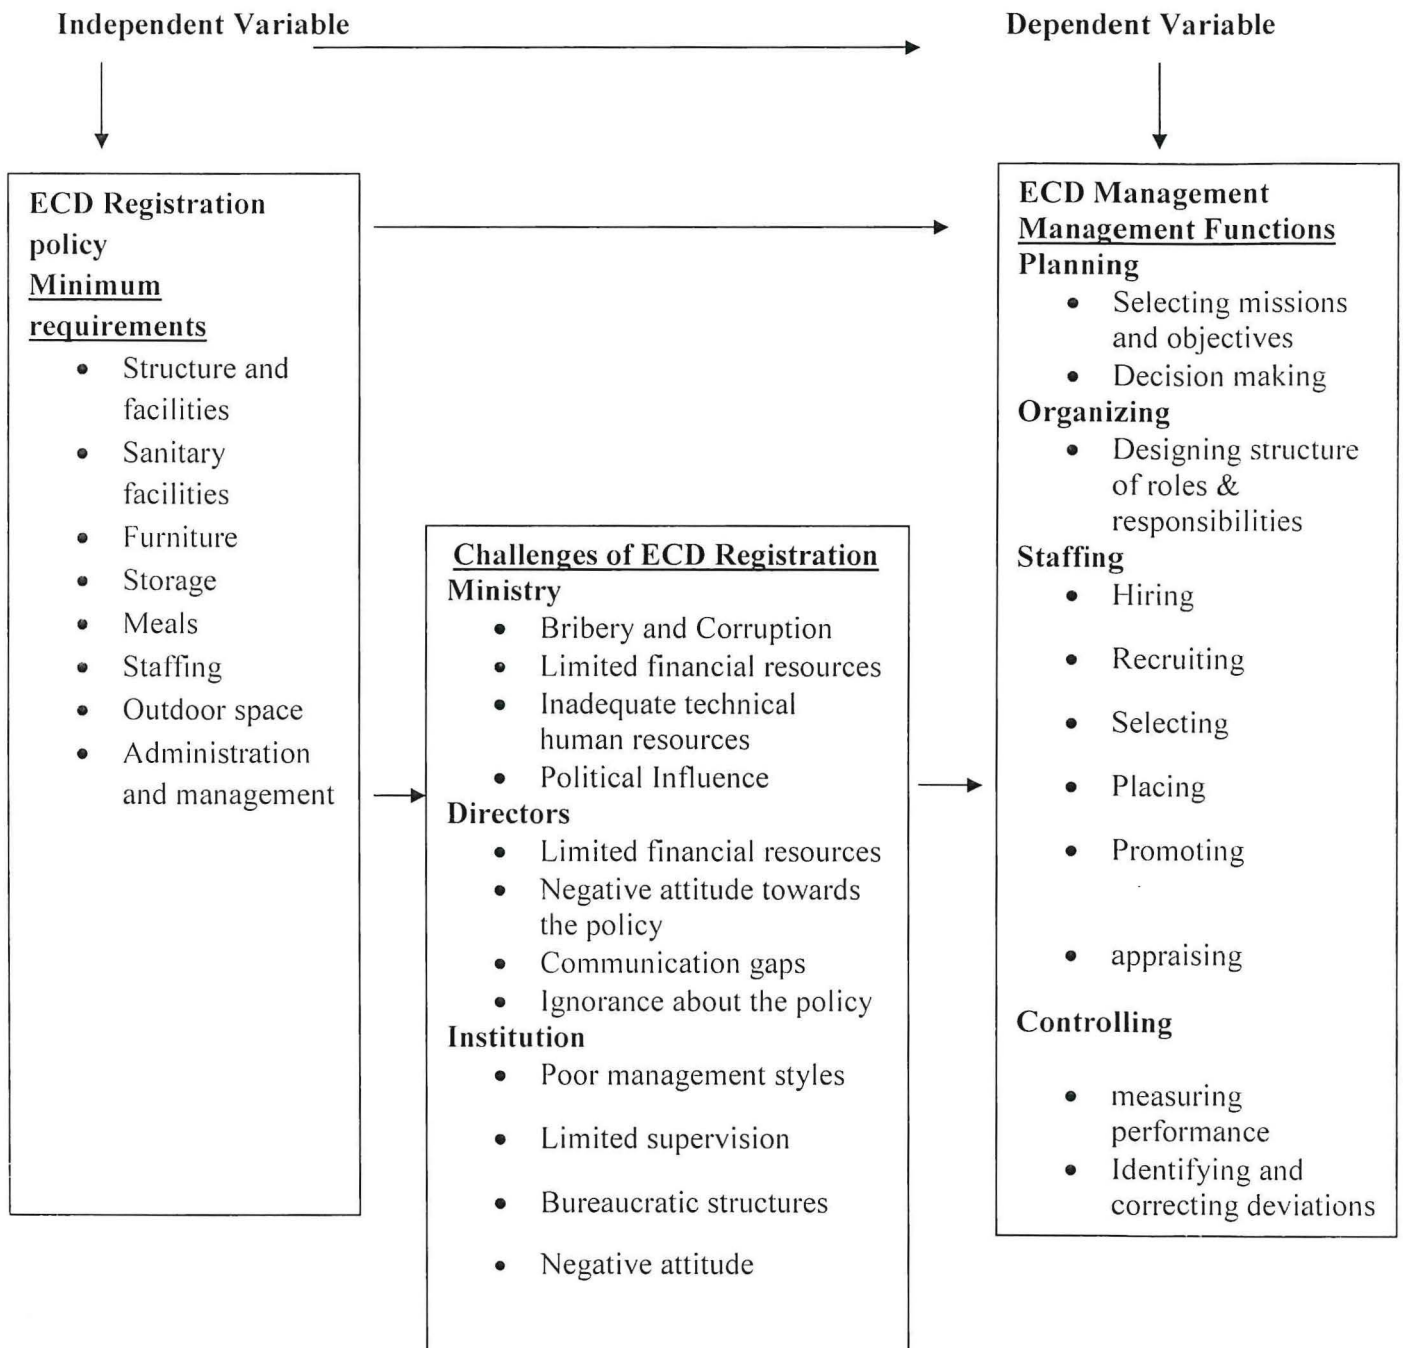 Independent Variable
Dependent Variable
ECD Registration
policy
Minimum
requirements
• Structure and
facilities
• Sanitary
facilities
• Furniture
• Storage
• Meals
• Staffing
• Outdoor space
• Administration
and management
Challenges of ECD Registration
Ministry
• Bribery and Corruption
• Limited financial resources
• Inadequate technical
human resources
• Political Influence
Directors
• Limited financial resources
• Negative attitude towards
the policy
• Communication gaps
• Ignorance about the policy
Institution
• Poor management styles
• Limited supervision
• Bureaucratic structures
• Negative attitude
ECD Management
Management Functions
Planning
• Selecting missions
and objectives
• Decision making
Organizing
• Designing structure
of roles &
responsibilities
Staffing
• Hiring
• Recruiting
• Selecting
• Placing
• Promoting
• appraising
Controlling
• measuring
performance
• Identifying and
correcting deviations